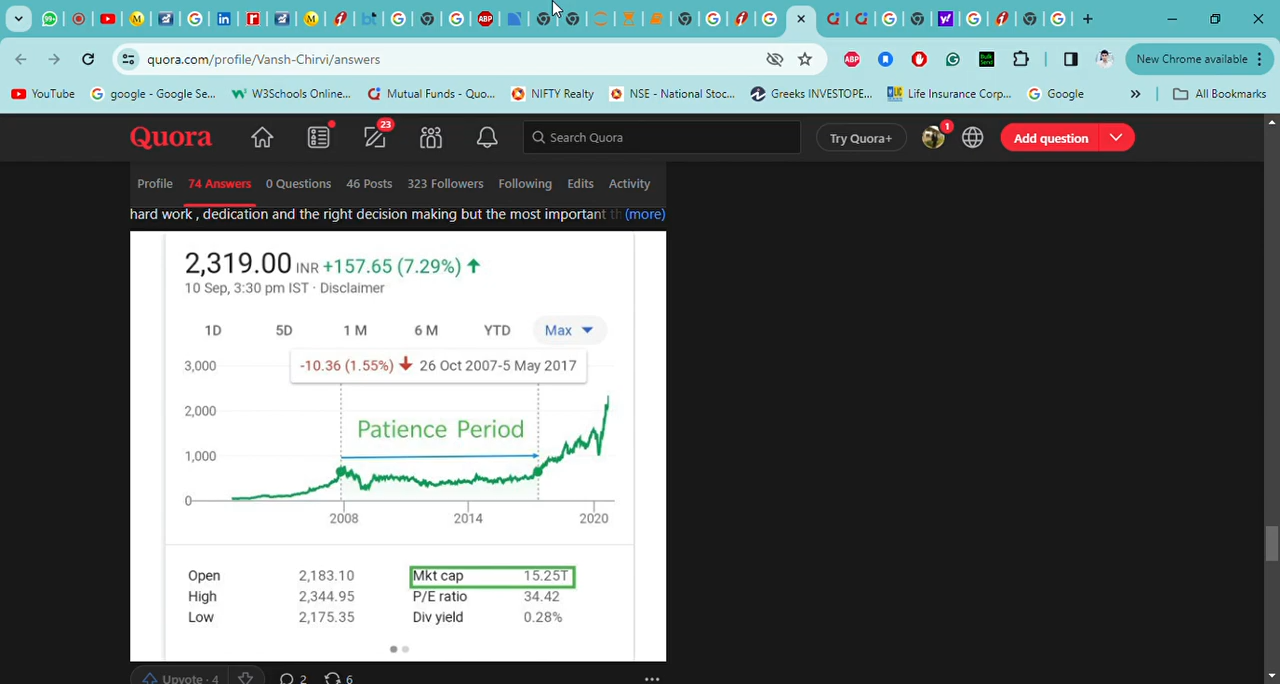 quora.com/profile/Vansh-Chirvi/answers
New Chrome available
YouTube
google - Google Se...
W3Schools Online...
Mutual Funds - Quo...
NIFTY Realty
NSE - National Stoc...
Greeks INVESTOPE...
Life Insurance Corp...
Google
»
All Bookmarks
Quora
23
Search Quora
Try Quora+
1
Add question
Profile
74 Answers
0 Questions
46 Posts
323 Followers
Following
Edits
Activity
hard work , dedication and the right decision making but the most important (more)
2,319.00 INR +157.65 (7.29%) ↑
10 Sep, 3:30 pm IST · Disclaimer
1D 5D 1 M 6 M YTD Max
-10.36 (1.55%) ↓ 26 Oct 2007-5 May 2017
3,000
2,000
Patience Period
1,000
0
2008 2014 2020
Open 2,183.10 Mkt cap 15.25T
High 2,344.95 P/E ratio 34.42
Low 2,175.35 Div yield 0.28%
Upvote · 4 2 6